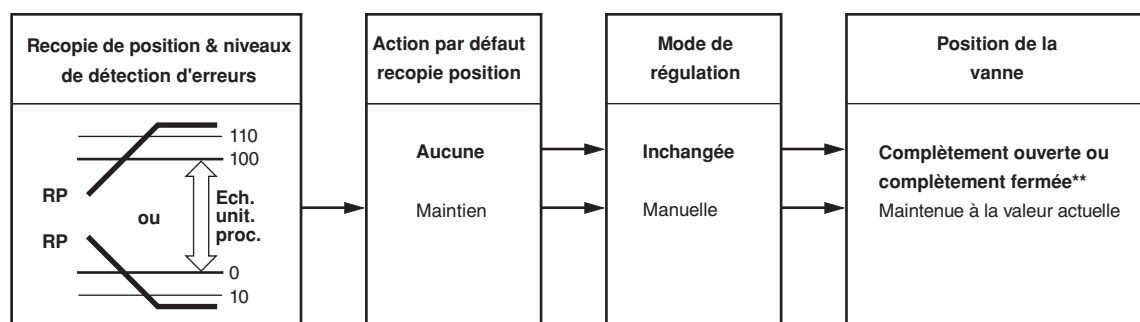 Recopie de position & niveaux
de détection d'erreurs
110
100
RP
ou
Ech.
unit.
proc.
RP
0
10
Action par défaut
recopie position
Aucune
Maintien
Mode de
régulation
Inchangée
Manuelle
Position de la
vanne
Complètement ouverte ou
complètement fermée**
Maintenue à la valeur actuelle